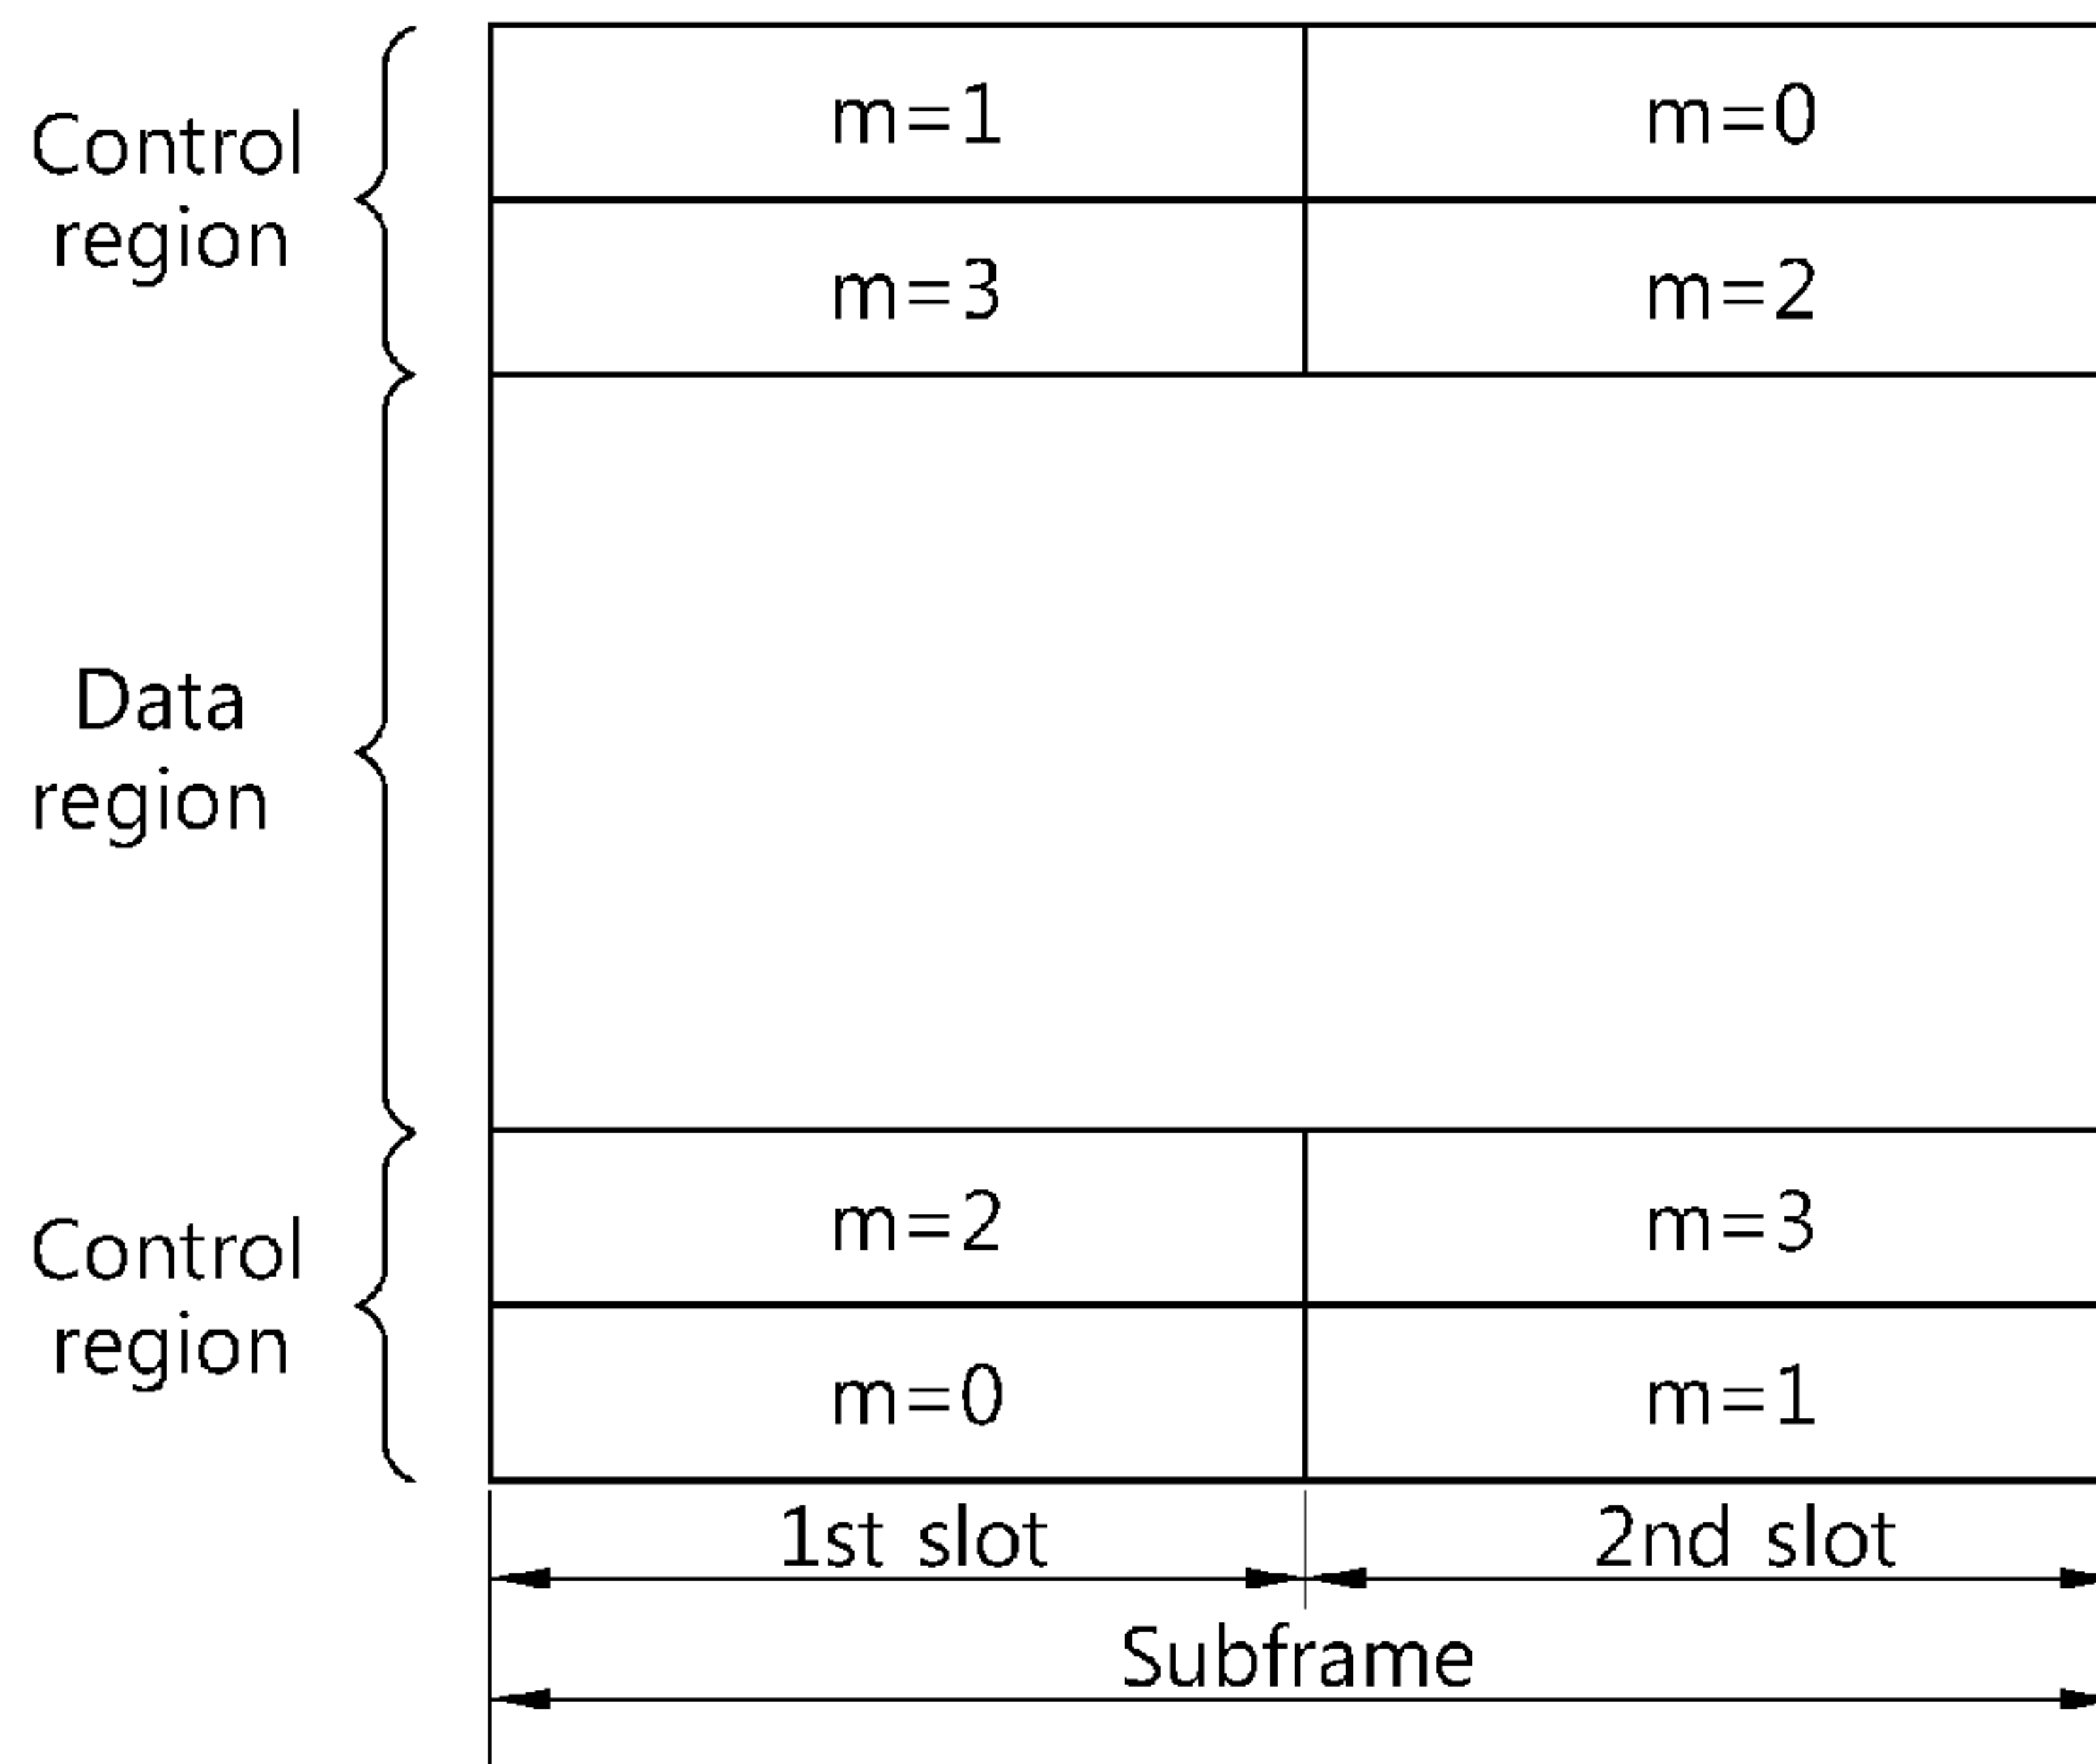 m=1 m=0
Control
region
m=3 m=2
Data
region
m=2 m=3
Control
region
m=0 m=1
1st slot 2nd slot
Subframe